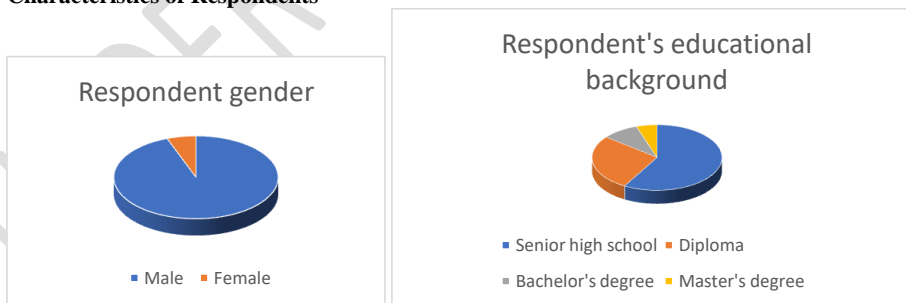 Characteristics of Respondents
Respondent gender
Male Female
Respondent's educational
background
Senior high school Diploma
Bachelor's degree Master's degree